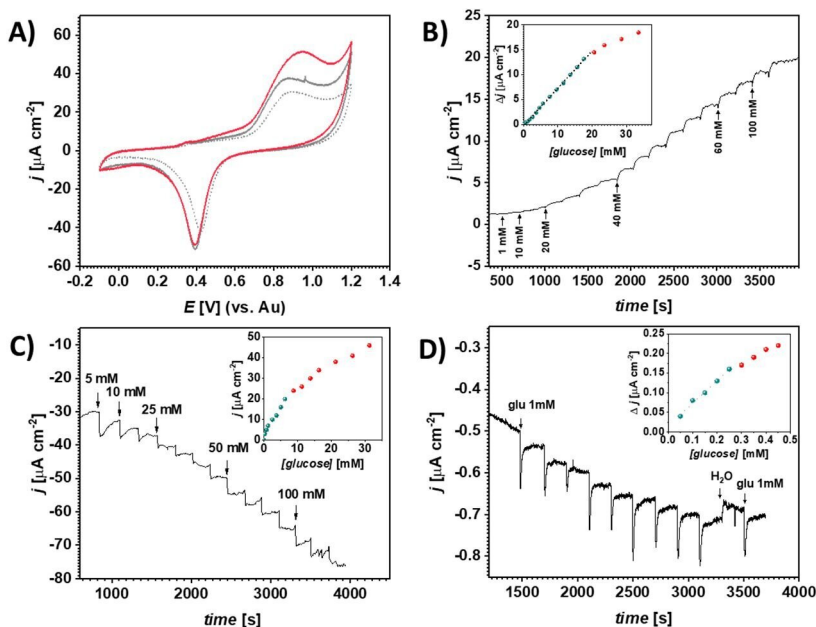 A)
60
40
20
0
-20
-40
-60
j [µA cm⁻²]
-0.2 0.0 0.2 0.4 0.6 0.8 1.0 1.2 1.4
E [V] (vs. Au)
B)
25
20
15
10
5
0
-5
j [µA cm⁻²]
500 1000 1500 2000 2500 3000 3500
time [s]
1 mM
10 mM
20 mM
40 mM
60 mM
100 mM
20
15
10
5
0
Δj [µA cm⁻²]
0 10 20 30
[glucose] [mM]
C)
-10
-20
-30
-40
-50
-60
-70
-80
j [µA cm⁻²]
1000 2000 3000 4000
time [s]
5 mM
10 mM
25 mM
50 mM
100 mM
50
40
30
20
10
0
j [µA cm⁻²]
0 10 20 30
[glucose] [mM]
D)
-0.3
-0.4
-0.5
-0.6
-0.7
-0.8
j [µA cm⁻²]
1500 2000 2500 3000 3500 4000
time [s]
glu 1mM
H₂O
glu 1mM
0.25
0.20
0.15
0.10
0.05
0.00
Δ j [µA cm⁻²]
0.0 0.1 0.2 0.3 0.4 0.5
[glucose] [mM]